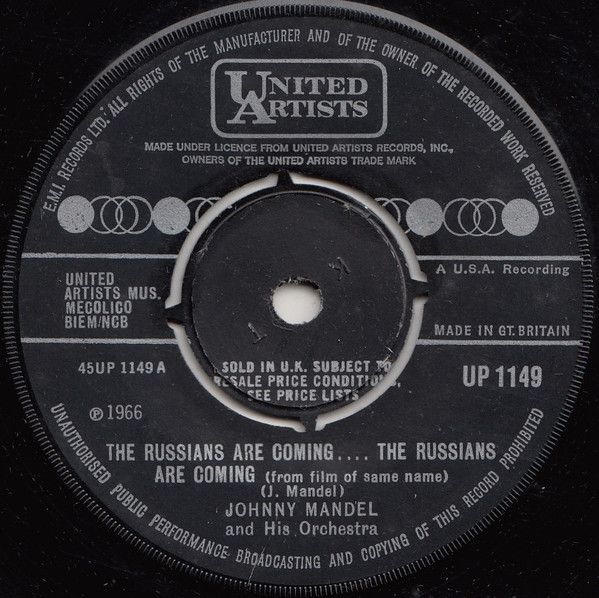 E.M.I. RECORDS LTD. ALL RIGHTS OF THE MANUFACTURER AND OF THE OWNER OF THE RECORDED WORK RESERVED
UNITED
ARTISTS
MADE UNDER LICENCE FROM UNITED ARTISTS RECORDS, INC.,
OWNERS OF THE UNITED ARTISTS TRADE MARK
UNITED
ARTISTS MUS.
MECOLICO
BIEM/NCB
A U.S.A. Recording
MADE IN GT. BRITAIN
45UP 1149 A
SOLD IN U.K. SUBJECT TO
RESALE PRICE CONDITIONS,
SEE PRICE LISTS
UP 1149
℗ 1966
THE RUSSIANS ARE COMING.... THE RUSSIANS
ARE COMING (from film of same name)
(J. Mandel)
JOHNNY MANDEL
and His Orchestra
UNAUTHORISED PUBLIC PERFORMANCE BROADCASTING AND COPYING OF THIS RECORD PROHIBITED